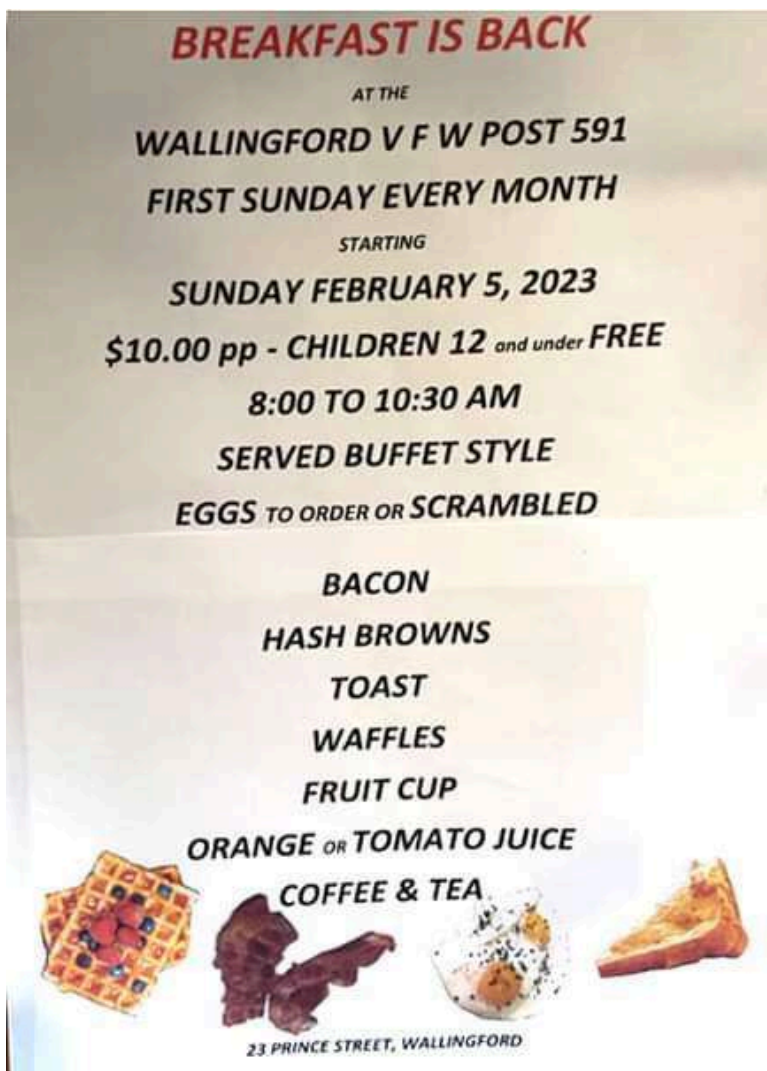 BREAKFAST IS BACK
AT THE
WALLINGFORD V F W POST 591
FIRST SUNDAY EVERY MONTH
STARTING
SUNDAY FEBRUARY 5, 2023
$10.00 pp - CHILDREN 12 and under FREE
8:00 TO 10:30 AM
SERVED BUFFET STYLE
EGGS TO ORDER OR SCRAMBLED
BACON
HASH BROWNS
TOAST
WAFFLES
FRUIT CUP
ORANGE OR TOMATO JUICE
COFFEE & TEA
23 PRINCE STREET, WALLINGFORD